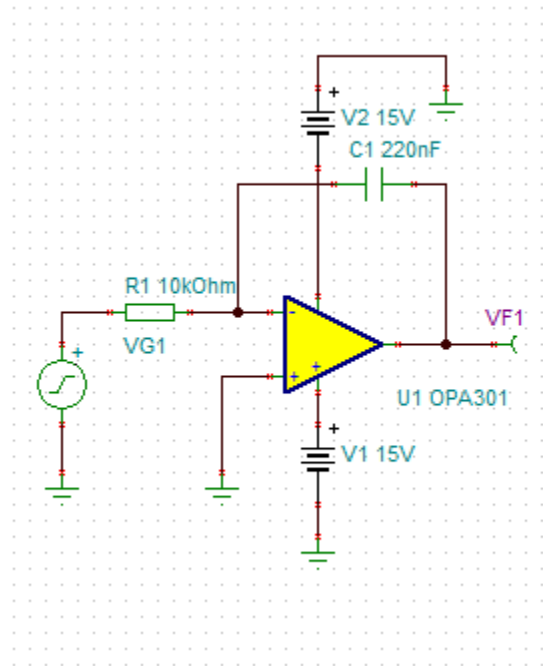 +
V2 15V
C1 220nF
R1 10kOhm
-
VF1
+
VG1
+
+
U1 OPA301
+
V1 15V